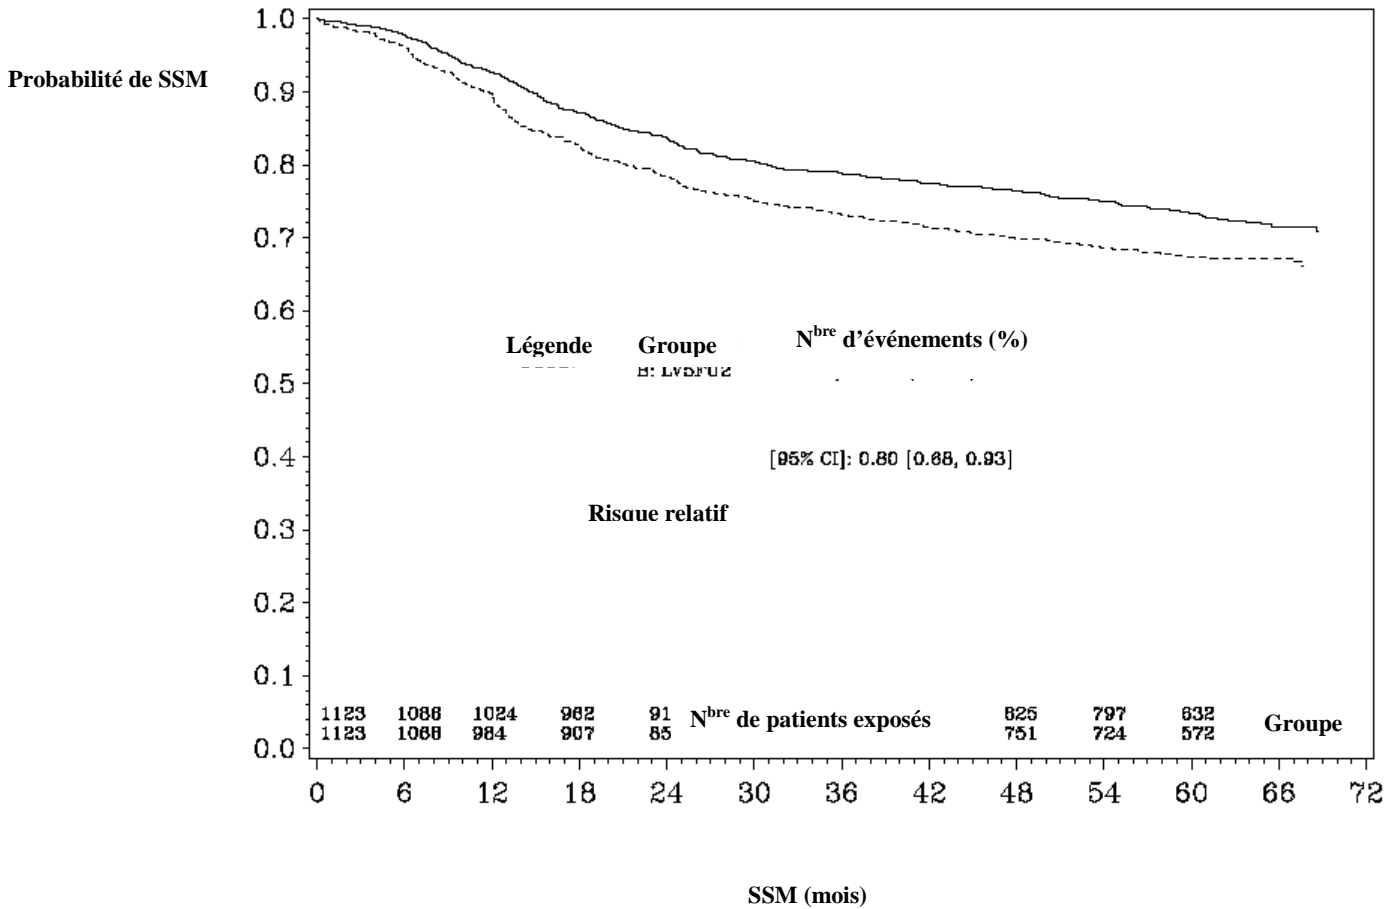 Probabilité de SSM
1.0
0.9
0.8
0.7
0.6
0.5
0.4
0.3
0.2
0.1
0.0
Légende Groupe N^bre d'événements (%)
B: LV5FU2
[95% CI]: 0.80 [0.68, 0.93]
Risque relatif
1123 1086 1024 962 91 N^bre de patients exposés 825 797 632 Groupe
1123 1066 984 907 85 751 724 572
0 6 12 18 24 30 36 42 48 54 60 66 72
SSM (mois)